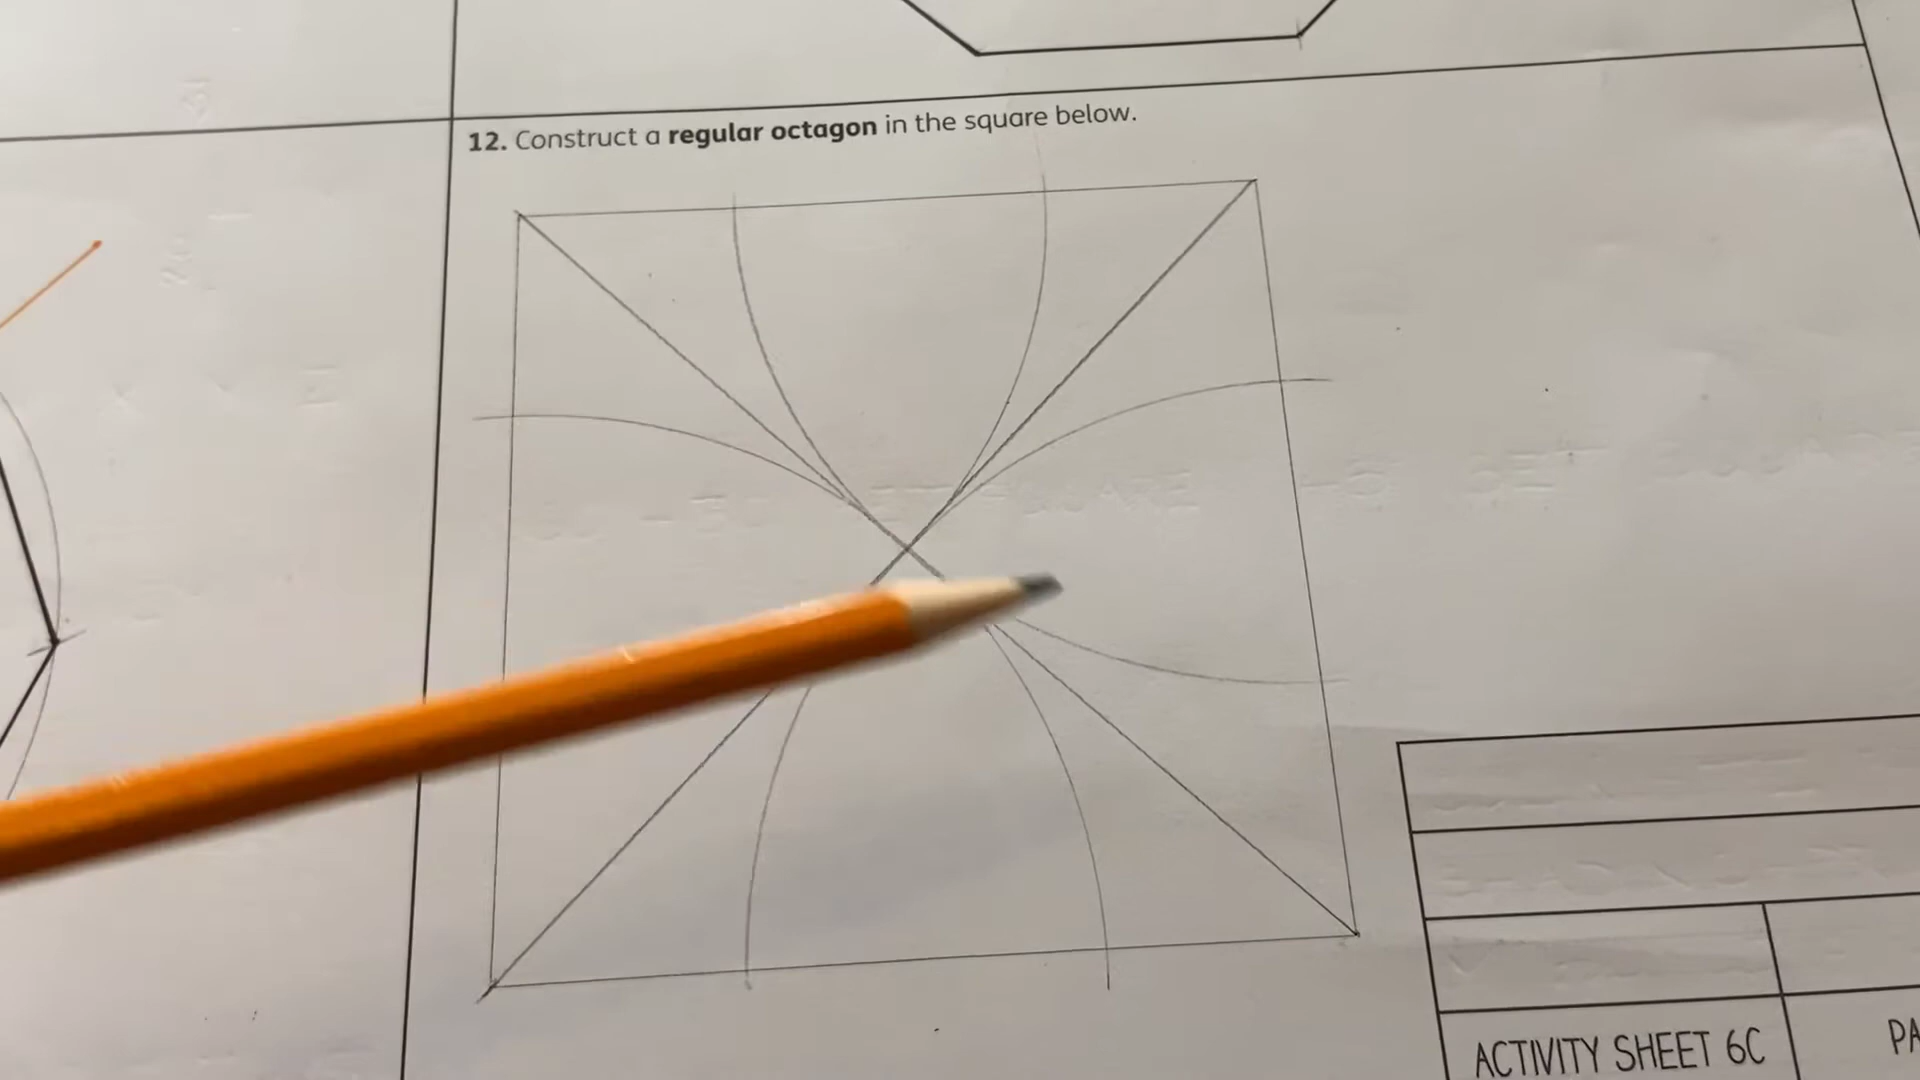 12. Construct a regular octagon in the square below.
ACTIVITY SHEET 6C
PA